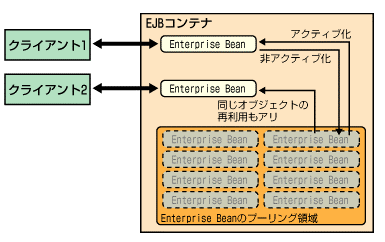 EJBコンテナ
クライアント1
Enterprise Bean
アクティブ化
非アクティブ化
クライアント2
Enterprise Bean
同じオブジェクトの
再利用もアリ
Enterprise Bean Enterprise Bean
Enterprise Bean Enterprise Bean
Enterprise Bean Enterprise Bean
Enterprise Bean Enterprise Bean
Enterprise Beanのプーリング領域